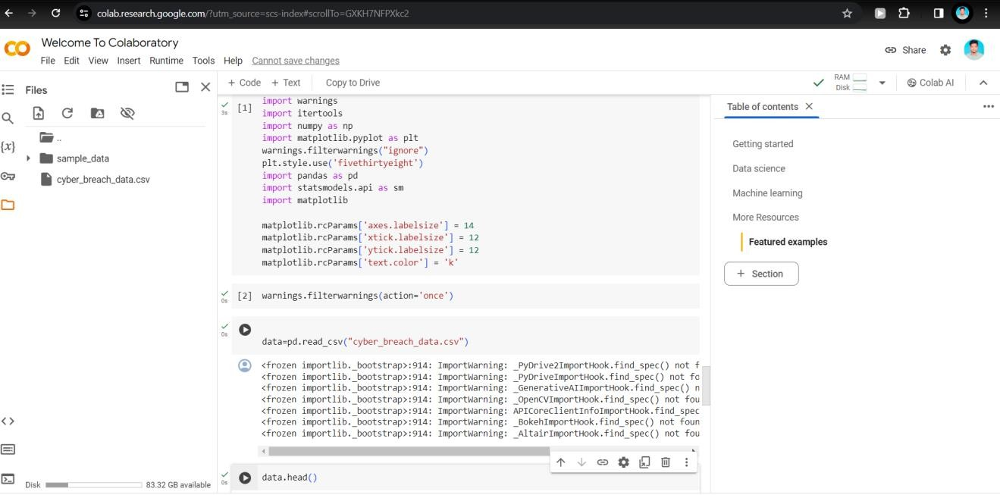 colab.research.google.com/?utm_source=scs-index#scrollTo=GXKH7NFPXkc2
Welcome To Colaboratory
File Edit View Insert Runtime Tools Help Cannot save changes
Share
Files
+ Code + Text Copy to Drive
RAM
Disk
Colab AI
..
sample_data
cyber_breach_data.csv
{x}
Disk 83.32 GB available
3s
[1] import warnings
import itertools
import numpy as np
import matplotlib.pyplot as plt
warnings.filterwarnings("ignore")
plt.style.use('fivethirtyeight')
import pandas as pd
import statsmodels.api as sm
import matplotlib
matplotlib.rcParams['axes.labelsize'] = 14
matplotlib.rcParams['xtick.labelsize'] = 12
matplotlib.rcParams['ytick.labelsize'] = 12
matplotlib.rcParams['text.color'] = 'k'
0s
[2] warnings.filterwarnings(action='once')
0s
data=pd.read_csv("cyber_breach_data.csv")
<frozen importlib._bootstrap>:914: ImportWarning: _PyDrive2ImportHook.find_spec() not f
<frozen importlib._bootstrap>:914: ImportWarning: _PyDriveImportHook.find_spec() not fo
<frozen importlib._bootstrap>:914: ImportWarning: _GenerativeAIImportHook.find_spec() n
<frozen importlib._bootstrap>:914: ImportWarning: _OpenCVImportHook.find_spec() not fou
<frozen importlib._bootstrap>:914: ImportWarning: APICoreClientInfoImportHook.find_spec
<frozen importlib._bootstrap>:914: ImportWarning: _BokehImportHook.find_spec() not foun
<frozen importlib._bootstrap>:914: ImportWarning: _AltairImportHook.find_spec() not fou
0s
data.head()
Table of contents
Getting started
Data science
Machine learning
More Resources
Featured examples
+ Section